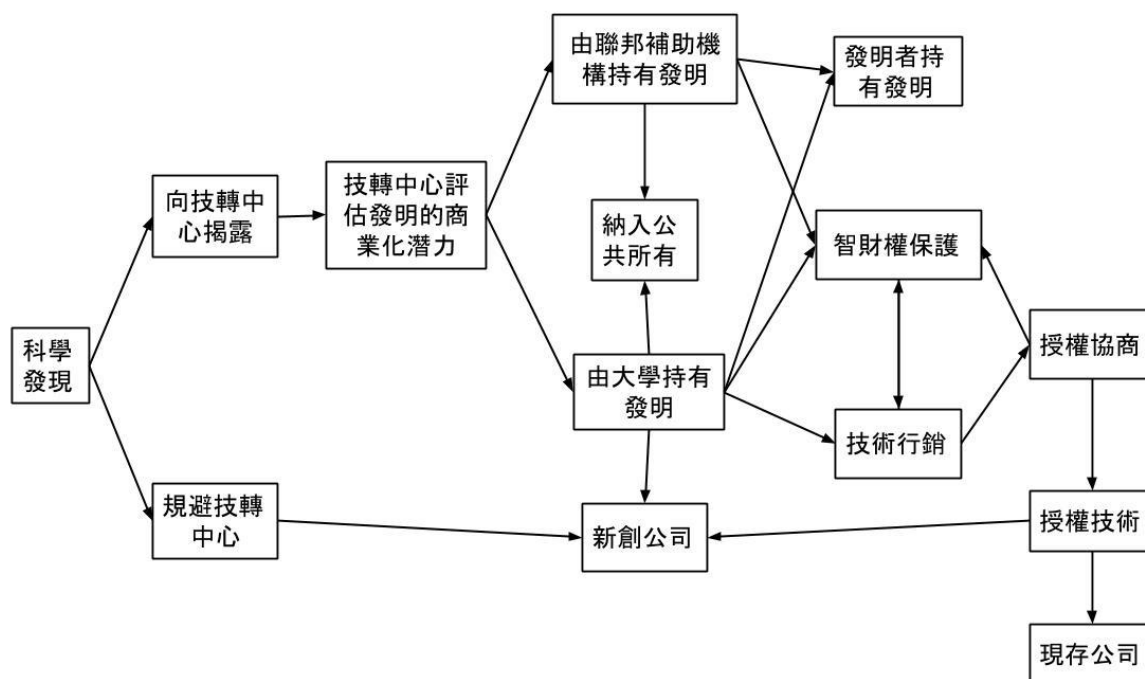 由聯邦補助機
構持有發明
發明者持
有發明
向技轉中
心揭露
技轉中心評
估發明的商
業化潛力
納入公
共所有
智財權保護
科學
發現
由大學持有
發明
授權協商
技術行銷
規避技轉
中心
新創公司
授權技術
現存公司